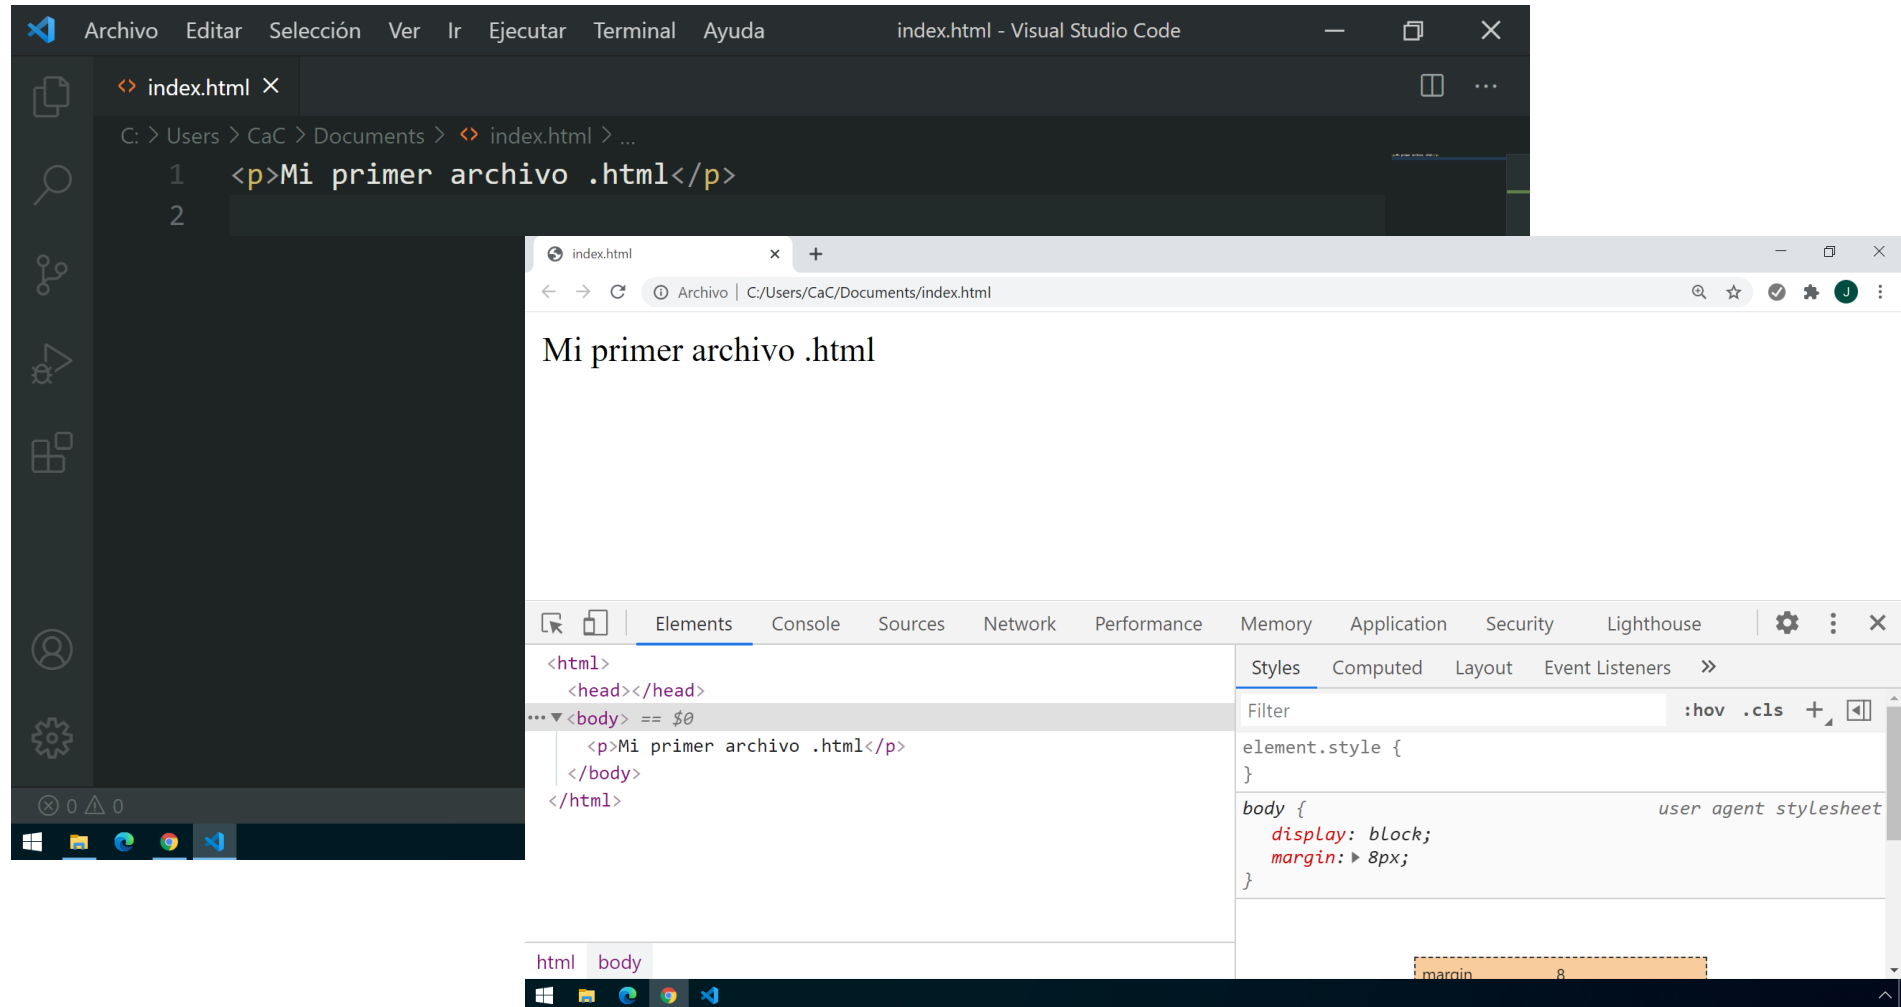 Archivo Editar Selección Ver Ir Ejecutar Terminal Ayuda index.html - Visual Studio Code
index.html
C: > Users > CaC > Documents > index.html > ...
1 <p>Mi primer archivo .html</p>
2
0 0
index.html
Archivo | C:/Users/CaC/Documents/index.html J
Mi primer archivo .html
Elements Console Sources Network Performance Memory Application Security Lighthouse
<html>
<head></head>
<body> == $0
<p>Mi primer archivo .html</p>
</body>
</html>
html body
Styles Computed Layout Event Listeners »
Filter :hov .cls +
element.style {
}
body { user agent stylesheet
display: block;
margin: 8px;
}
margin 8